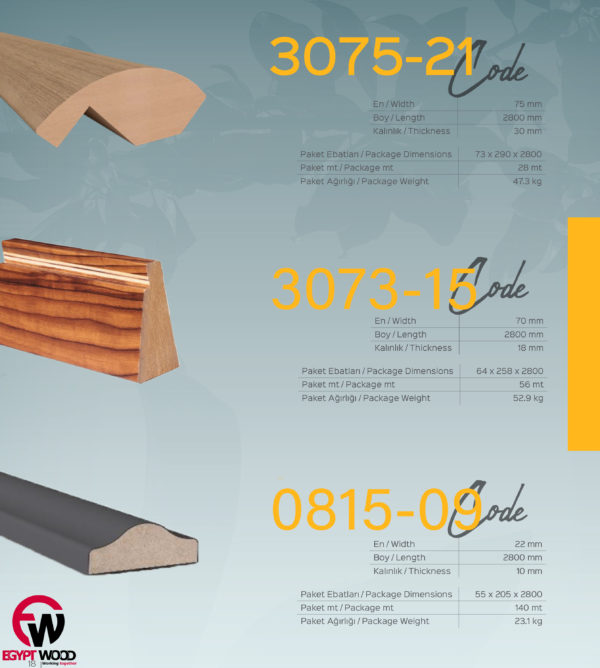 3075-21 Code
En / Width 75 mm
Boy / Length 2800 mm
Kalınlık / Thickness 30 mm
Paket Ebatları / Package Dimensions 73 x 290 x 2800
Paket mt / Package mt 28 mt
Paket Ağırlığı / Package Weight 47.3 kg
3073-15 Code
En / Width 70 mm
Boy / Length 2800 mm
Kalınlık / Thickness 18 mm
Paket Ebatları / Package Dimensions 64 x 258 x 2800
Paket mt / Package mt 56 mt
Paket Ağırlığı / Package Weight 52.9 kg
0815-09 Code
En / Width 22 mm
Boy / Length 2800 mm
Kalınlık / Thickness 10 mm
Paket Ebatları / Package Dimensions 55 x 205 x 2800
Paket mt / Package mt 140 mt
Paket Ağırlığı / Package Weight 23.1 kg
EGYPT WOOD
18 | Working together